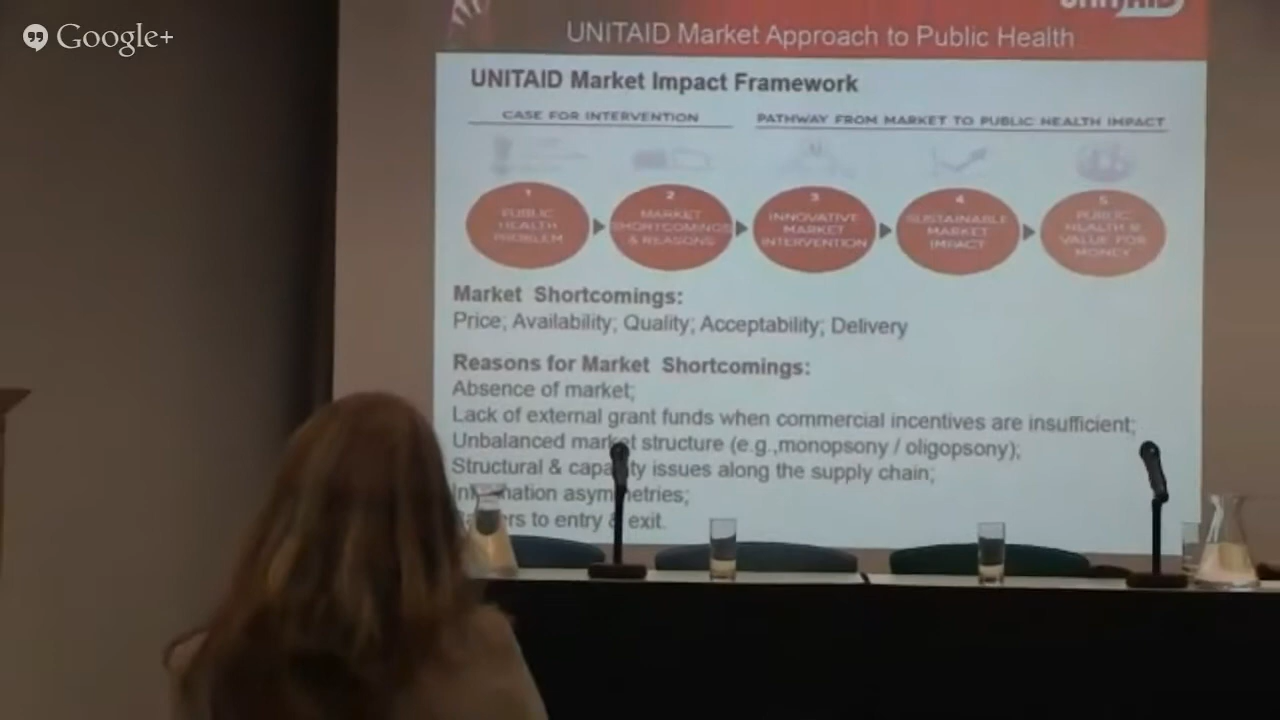 Google+
UNITAID
UNITAID Market Approach to Public Health
UNITAID Market Impact Framework
CASE FOR INTERVENTION
PATHWAY FROM MARKET TO PUBLIC HEALTH IMPACT
1
PUBLIC
HEALTH
PROBLEM
2
MARKET
SHORTCOMINGS
& REASONS
3
INNOVATIVE
MARKET
INTERVENTION
4
SUSTAINABLE
MARKET
IMPACT
5
PUBLIC
HEALTH &
VALUE FOR
MONEY
Market Shortcomings:
Price; Availability; Quality; Acceptability; Delivery
Reasons for Market Shortcomings:
Absence of market;
Lack of external grant funds when commercial incentives are insufficient;
Unbalanced market structure (e.g.,monopsony / oligopsony);
Structural & capacity issues along the supply chain;
Information asymmetries;
to entry & exit.